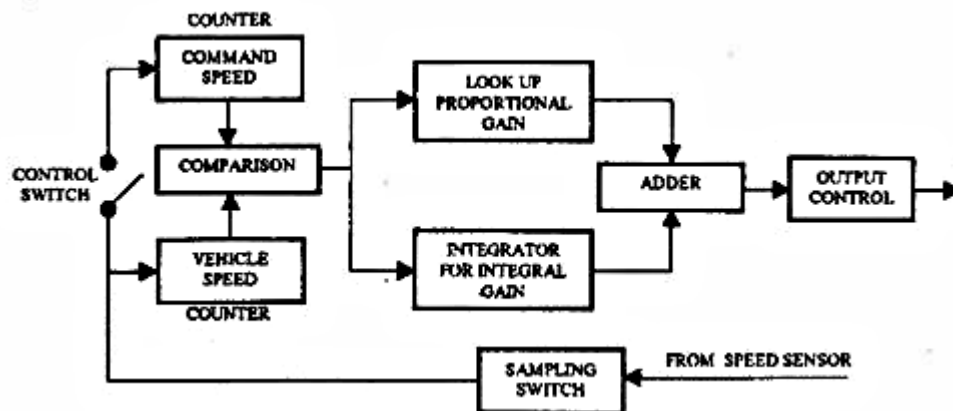 COUNTER
COMMAND
SPEED
LOOK UP
PROPORTIONAL
GAIN
CONTROL
SWITCH
COMPARISON
ADDER
OUTPUT
CONTROL
VEHICLE
SPEED
COUNTER
INTEGRATOR
FOR INTEGRAL
GAIN
SAMPLING
SWITCH
FROM SPEED SENSOR